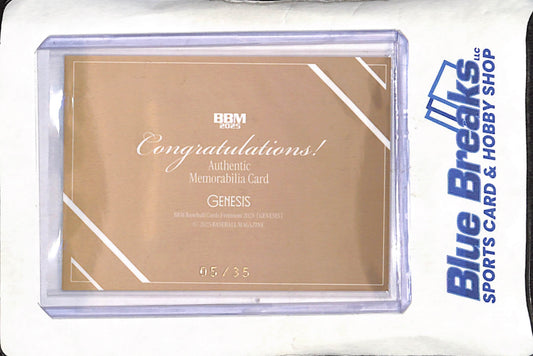 BBM
2025
Congratulations!
Authentic
Memorabilia Card
GENESIS
BBM Baseball Cards Premium 2025 [GENESIS]
© 2025 BASEBALL MAGAZINE
05/35
Blue Breaks LLC
SPORTS CARD & HOBBY SHOP